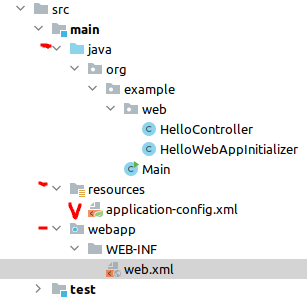 src
main
java
org
example
web
HelloController
HelloWebAppInitializer
Main
resources
application-config.xml
webapp
WEB-INF
web.xml
test